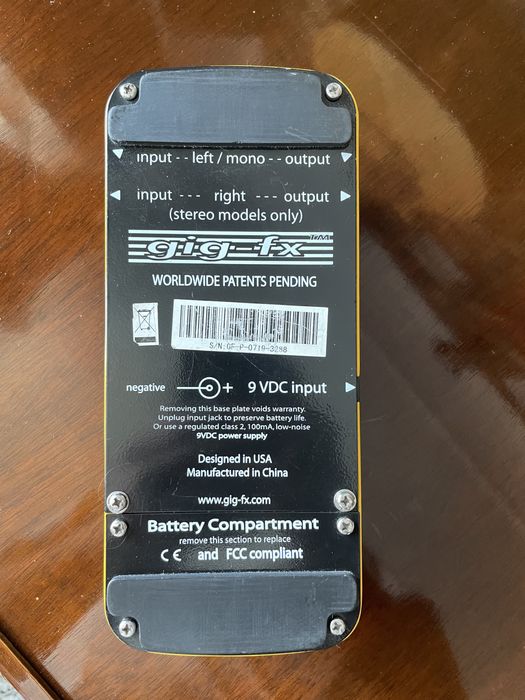 input - - left / mono - - output
input - - - right - - - output
(stereo models only)
gig-fx TM
WORLDWIDE PATENTS PENDING
S/N:GF-P-0719-3288
negative + 9 VDC input
Removing this base plate voids warranty.
Unplug input jack to preserve battery life.
Or use a regulated class 2, 100mA, low-noise
9VDC power supply
Designed in USA
Manufactured in China
www.gig-fx.com
Battery Compartment
remove this section to replace
CE and FCC compliant